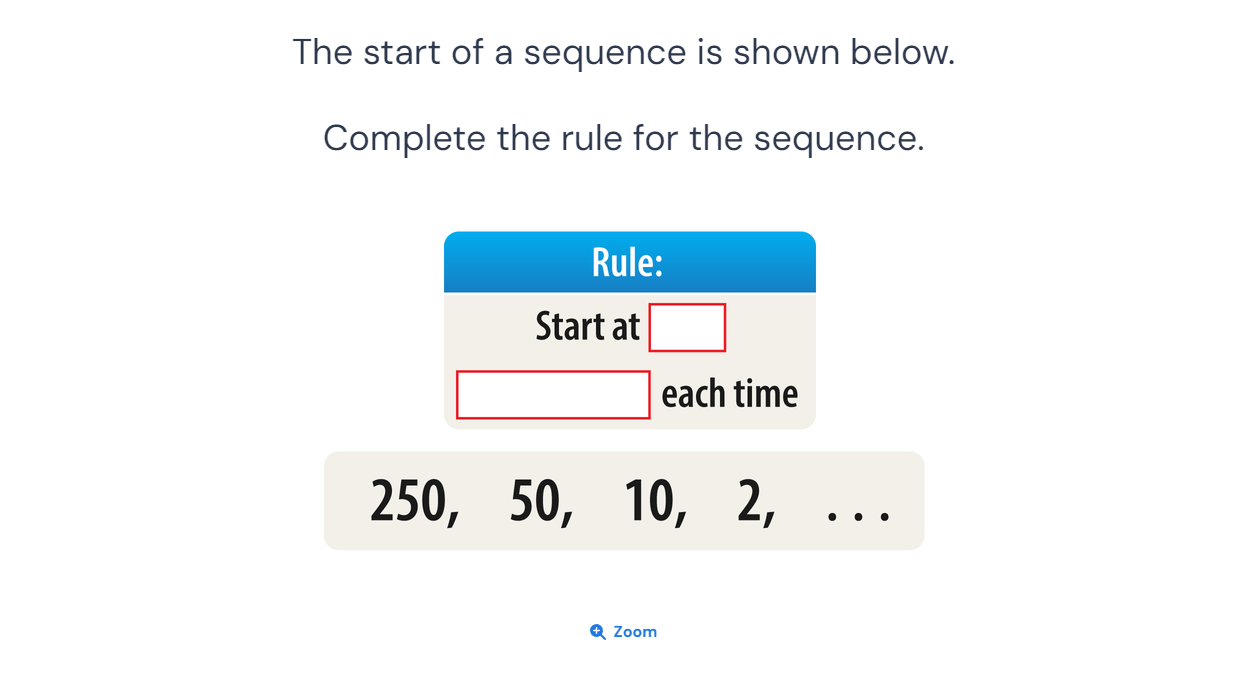 The start of a sequence is shown below.
Complete the rule for the sequence.
Rule:
Start at
each time
250, 50, 10, 2, . . .
Zoom